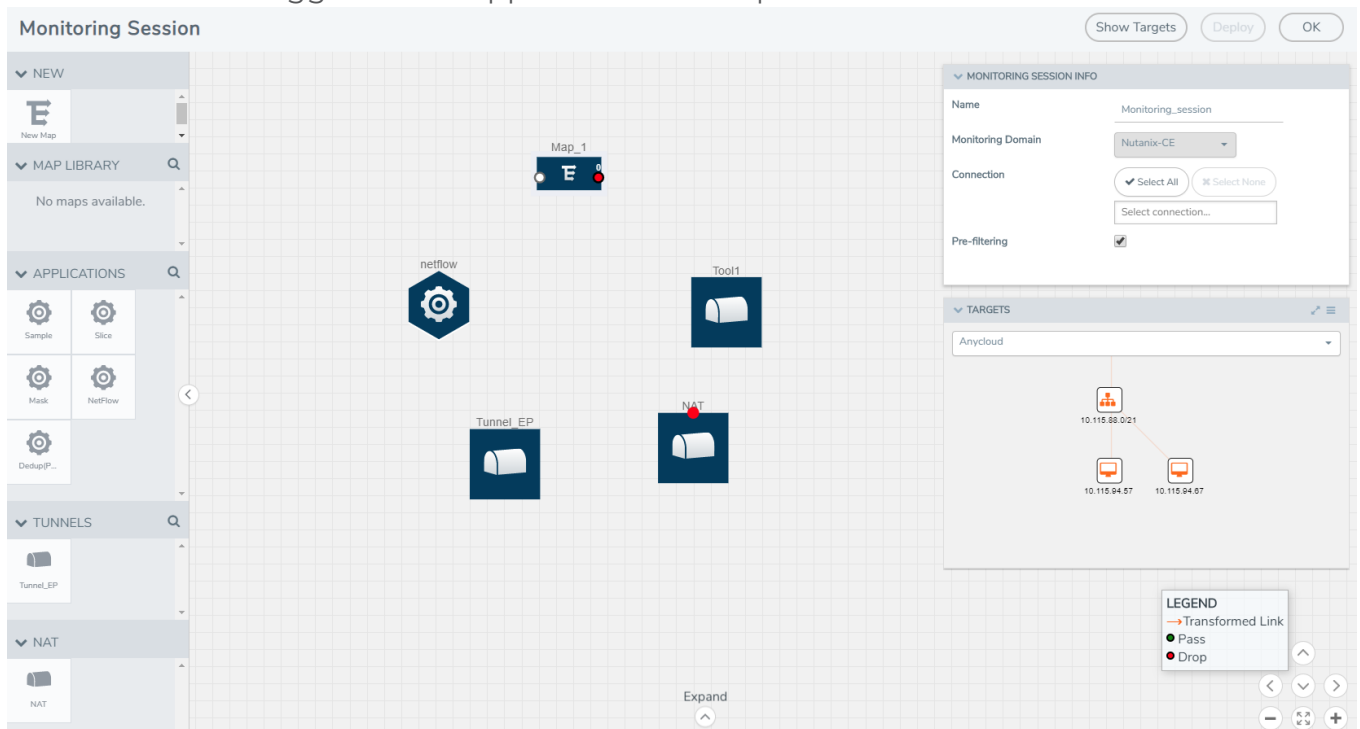 Monitoring Session
Show Targets
Deploy
OK
NEW
New Map
MAP LIBRARY
No maps available.
APPLICATIONS
Sample
Slice
Mask
NetFlow
Dedup(P...
TUNNELS
Tunnel_EP
NAT
NAT
Map_1
0
netflow
Tool1
Tunnel_EP
NAT
Expand
MONITORING SESSION INFO
Name
Monitoring_session
Monitoring Domain
Nutanix-CE
Connection
Select All
Select None
Select connection...
Pre-filtering
TARGETS
Anycloud
10.115.88.0/21
10.115.94.57
10.115.94.67
LEGEND
Transformed Link
Pass
Drop